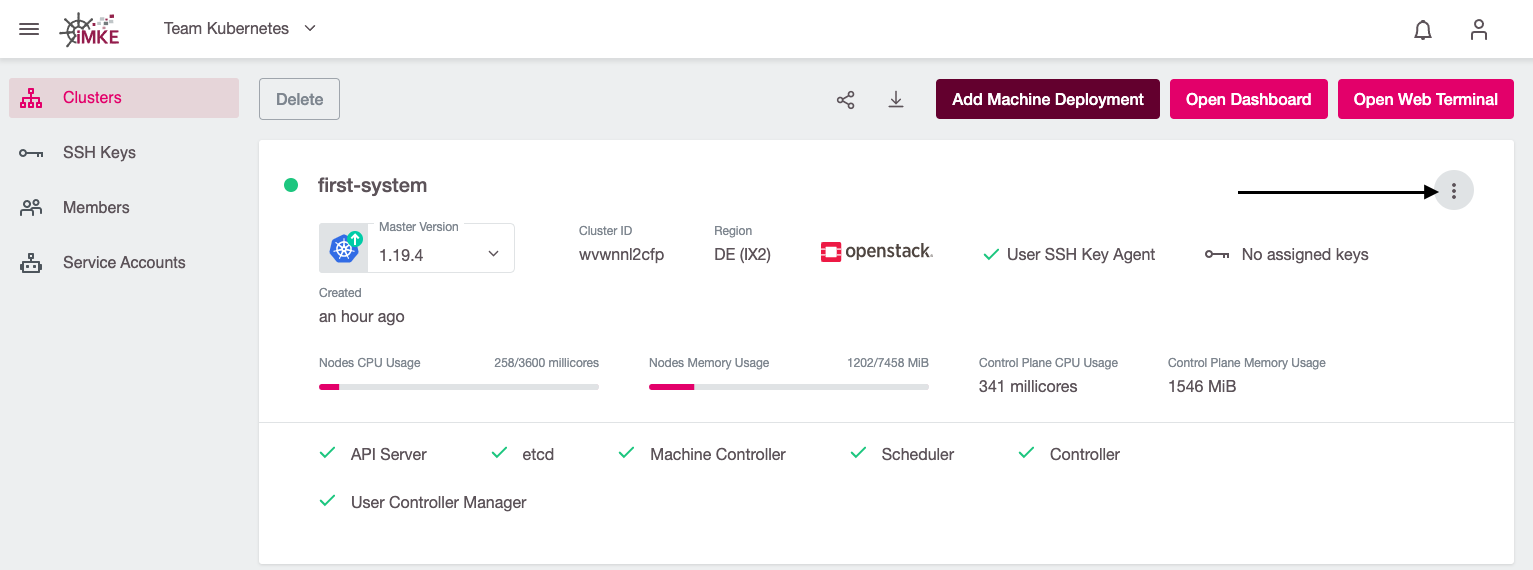 iMKE
Team Kubernetes
Clusters
SSH Keys
Members
Service Accounts
Delete
Add Machine Deployment
Open Dashboard
Open Web Terminal
first-system
Master Version
1.19.4
Cluster ID
wvwnnl2cfp
Region
DE (IX2)
openstack.
User SSH Key Agent
No assigned keys
Created
an hour ago
Nodes CPU Usage
258/3600 millicores
Nodes Memory Usage
1202/7458 MiB
Control Plane CPU Usage
341 millicores
Control Plane Memory Usage
1546 MiB
API Server
etcd
Machine Controller
Scheduler
Controller
User Controller Manager